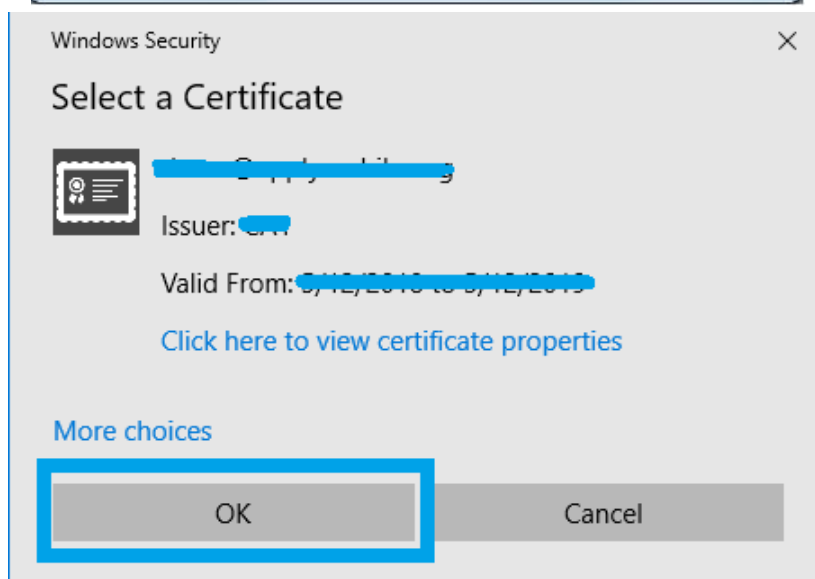 Windows Security
Select a Certificate
Issuer:
Valid From:
Click here to view certificate properties
More choices
OK
Cancel